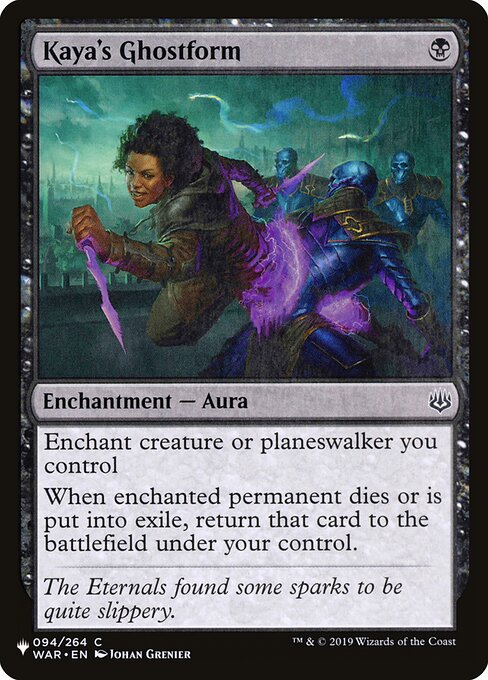 Kaya's Ghostform
Enchantment — Aura
Enchant creature or planeswalker you
control
When enchanted permanent dies or is
put into exile, return that card to the
battlefield under your control.
The Eternals found some sparks to be
quite slippery.
094/264 C
WAR • EN Johan Grenier
™ & © 2019 Wizards of the Coast